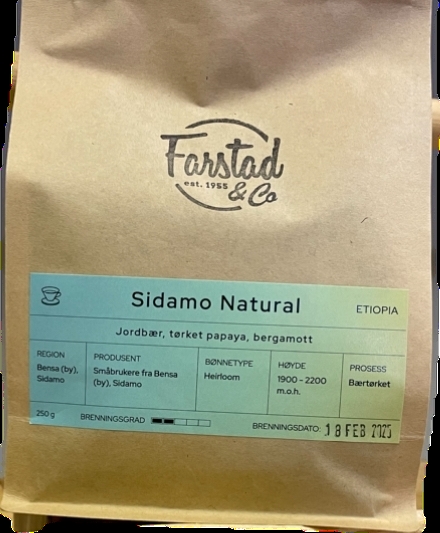 Farstad
est. 1955
& Co
Sidamo Natural
ETIOPIA
Jordbær, tørket papaya, bergamott
REGION
Bensa (by),
Sidamo
PRODUSENT
Småbrukere fra Bensa
(by), Sidamo
BØNNETYPE
Heirloom
HØYDE
1900 - 2200
m.o.h.
PROSESS
Bærtørket
250 g
BRENNINGSGRAD
BRENNINGSDATO: 18 FEB 2025